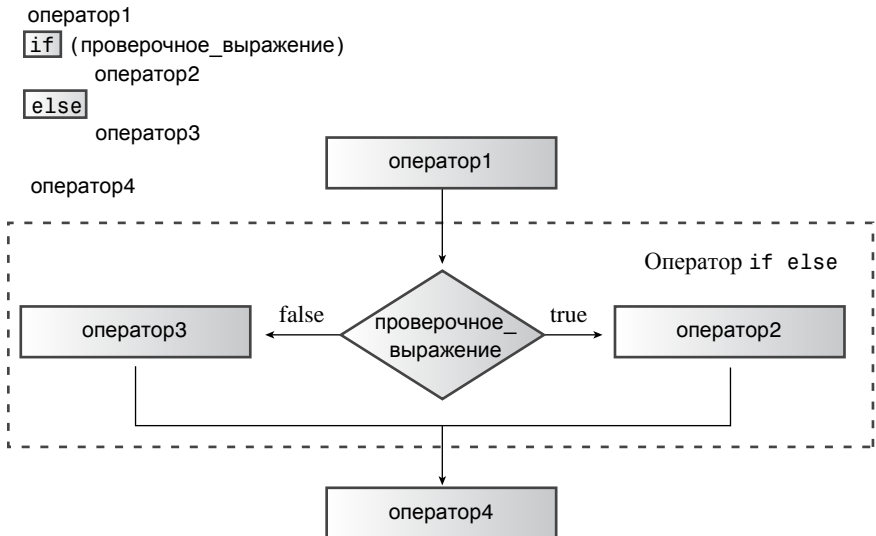 оператор1
if (проверочное_выражение)
оператор2
else
оператор3
оператор4
оператор1
Оператор if else
оператор3
false
проверочное_
выражение
true
оператор2
оператор4